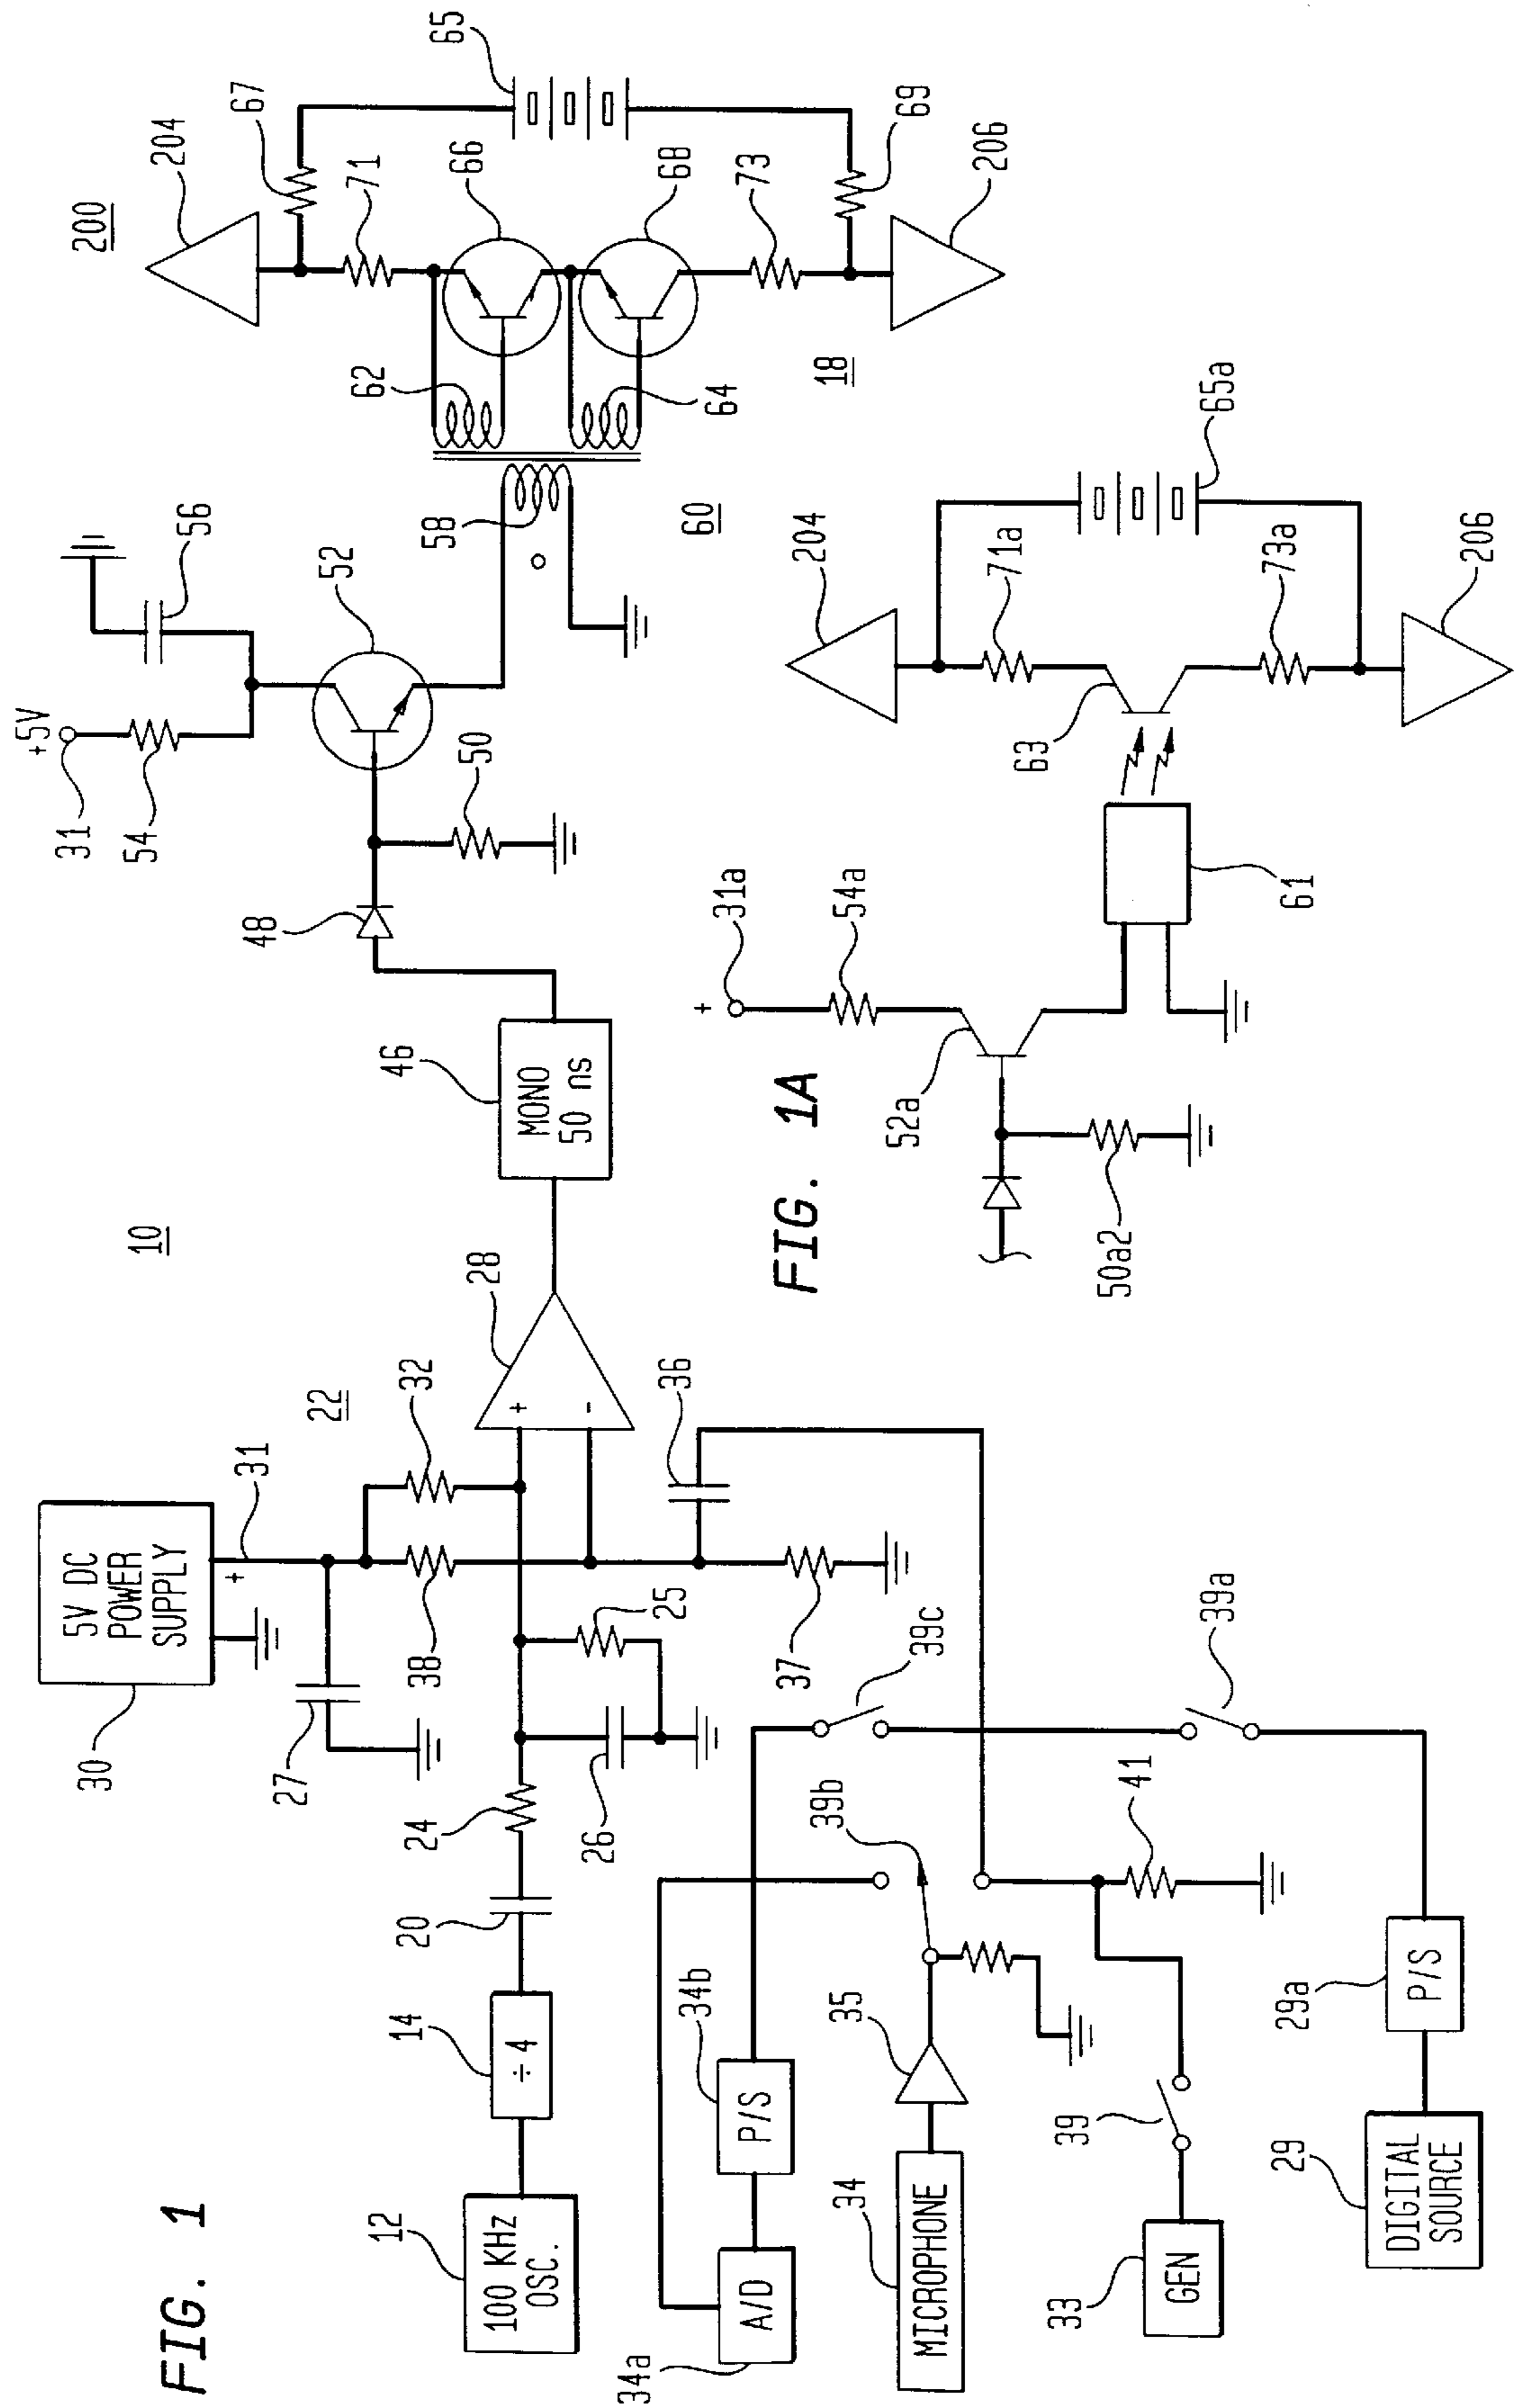 FIG. 1
10
5V DC
POWER
SUPPLY
30
+
31
27
22
38
32
12
100 KHz
OSC.
14
÷ 4
20
24
26
25
28
+
-
36
37
46
MONO
50 ns
48
50
+5V
31
54
52
56
58
60
62
64
66
68
71
73
67
69
65
200
204
206
18
34a
A/D
34b
P/S
34
MICROPHONE
35
39b
39c
39a
41
33
GEN
39
29
DIGITAL
SOURCE
29a
P/S
FIG. 1A
50a2
52a
+
31a
54a
61
63
71a
73a
65a
204
206